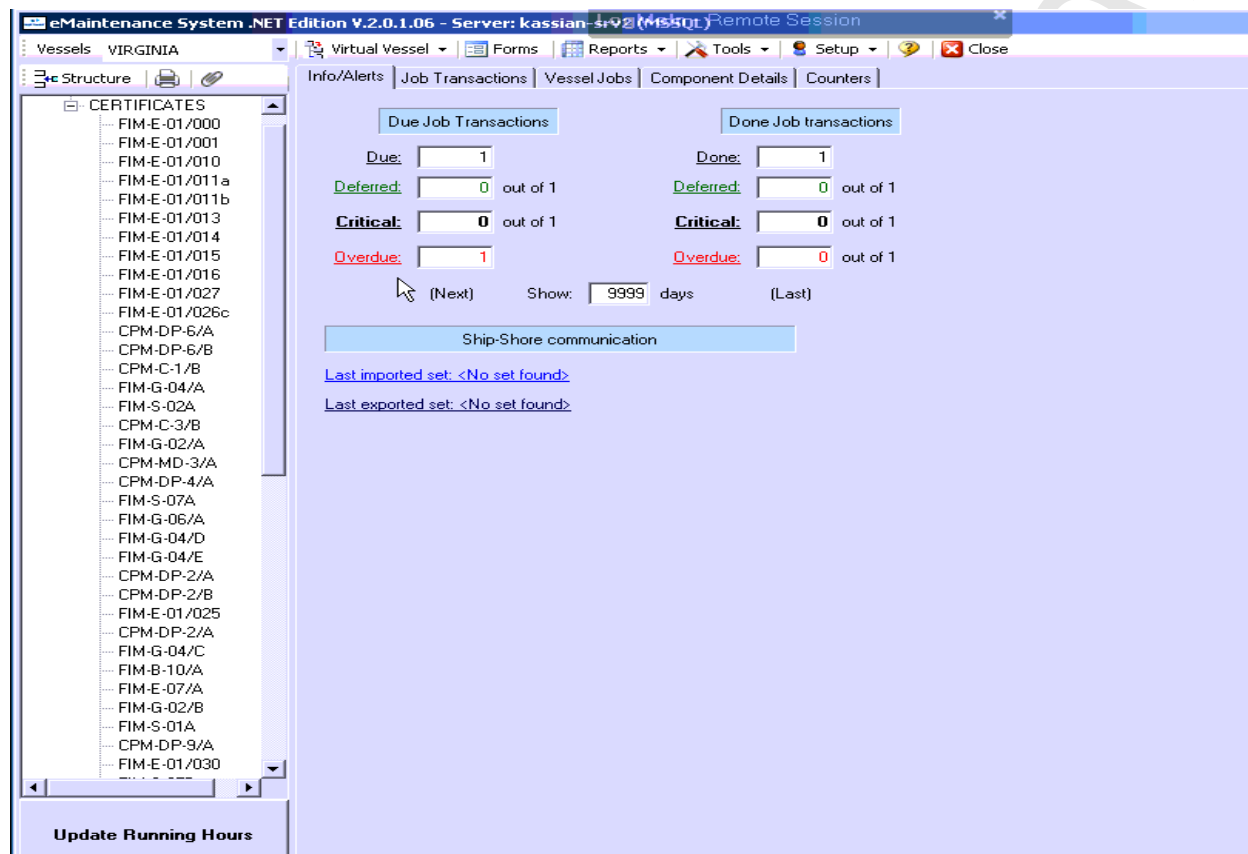 eMaintenance System .NET Edition V.2.0.1.06 - Server: kassian-srv2 (MSSQL) Remote Session
Vessels VIRGINIA Virtual Vessel Forms Reports Tools Setup Close
Structure Info/Alerts Job Transactions Vessel Jobs Component Details Counters
CERTIFICATES
FIM-E-01/000
FIM-E-01/001
FIM-E-01/010
FIM-E-01/011a
FIM-E-01/011b
FIM-E-01/013
FIM-E-01/014
FIM-E-01/015
FIM-E-01/016
FIM-E-01/027
FIM-E-01/026c
CPM-DP-6/A
CPM-DP-6/B
CPM-C-1/B
FIM-G-04/A
FIM-S-02A
CPM-C-3/B
FIM-G-02/A
CPM-MD-3/A
CPM-DP-4/A
FIM-S-07A
FIM-G-06/A
FIM-G-04/D
FIM-G-04/E
CPM-DP-2/A
CPM-DP-2/B
FIM-E-01/025
CPM-DP-2/A
FIM-G-04/C
FIM-B-10/A
FIM-E-07/A
FIM-G-02/B
FIM-S-01A
CPM-DP-9/A
FIM-E-01/030
Update Running Hours
Due Job Transactions Done Job transactions
Due: 1 Done: 1
Deferred: 0 out of 1 Deferred: 0 out of 1
Critical: 0 out of 1 Critical: 0 out of 1
Overdue: 1 Overdue: 0 out of 1
(Next) Show: 9999 days (Last)
Ship-Shore communication
Last imported set: <No set found>
Last exported set: <No set found>